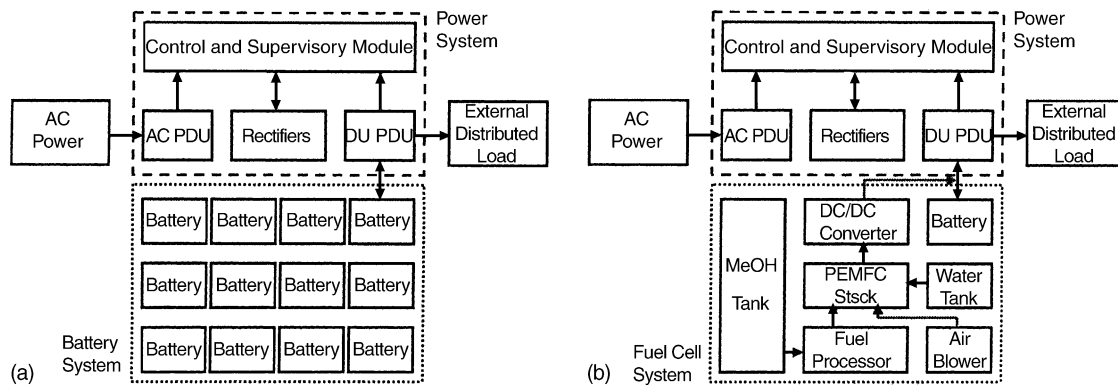 Power
System
Control and Supervisory Module
AC
Power
AC PDU
Rectifiers
DU PDU
External
Distributed
Load
Battery
Battery
Battery
Battery
Battery
Battery
Battery
Battery
Battery
Battery
Battery
Battery
Battery
System
(a)
Power
System
Control and Supervisory Module
AC
Power
AC PDU
Rectifiers
DU PDU
External
Distributed
Load
MeOH
Tank
DC/DC
Converter
Battery
PEMFC
Stsck
Water
Tank
Fuel
Processor
Air
Blower
Fuel Cell
System
(b)